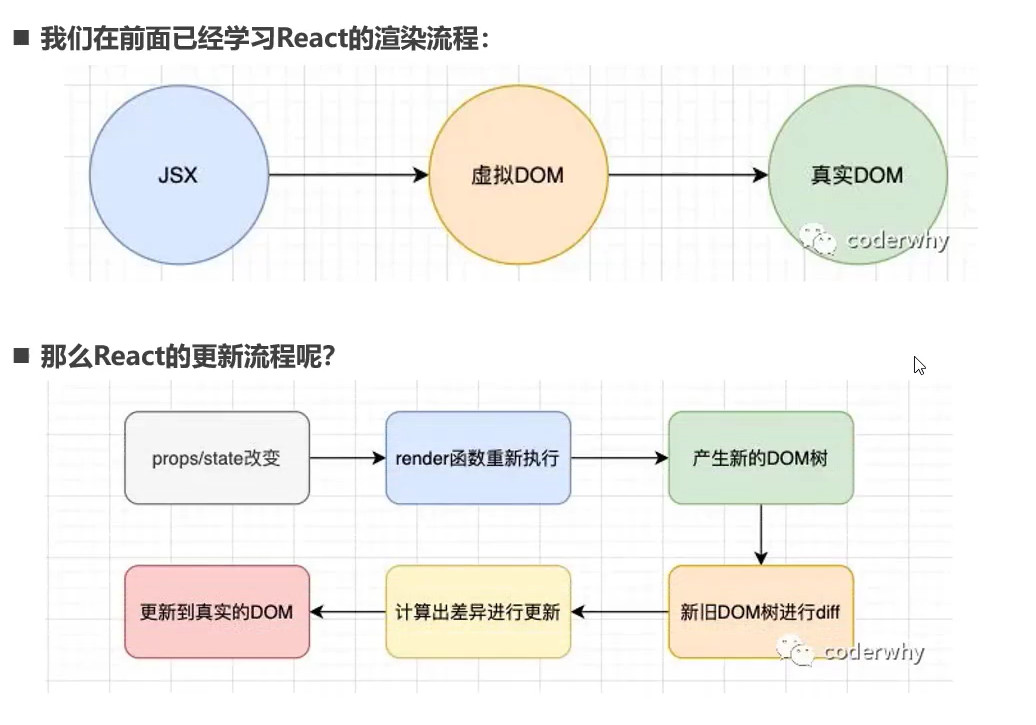 我们在前面已经学习React的渲染流程：
JSX
虚拟DOM
真实DOM
coderwhy
那么React的更新流程呢？
props/state改变
render函数重新执行
产生新的DOM树
更新到真实的DOM
计算出差异进行更新
新旧DOM树进行diff
coderwhy